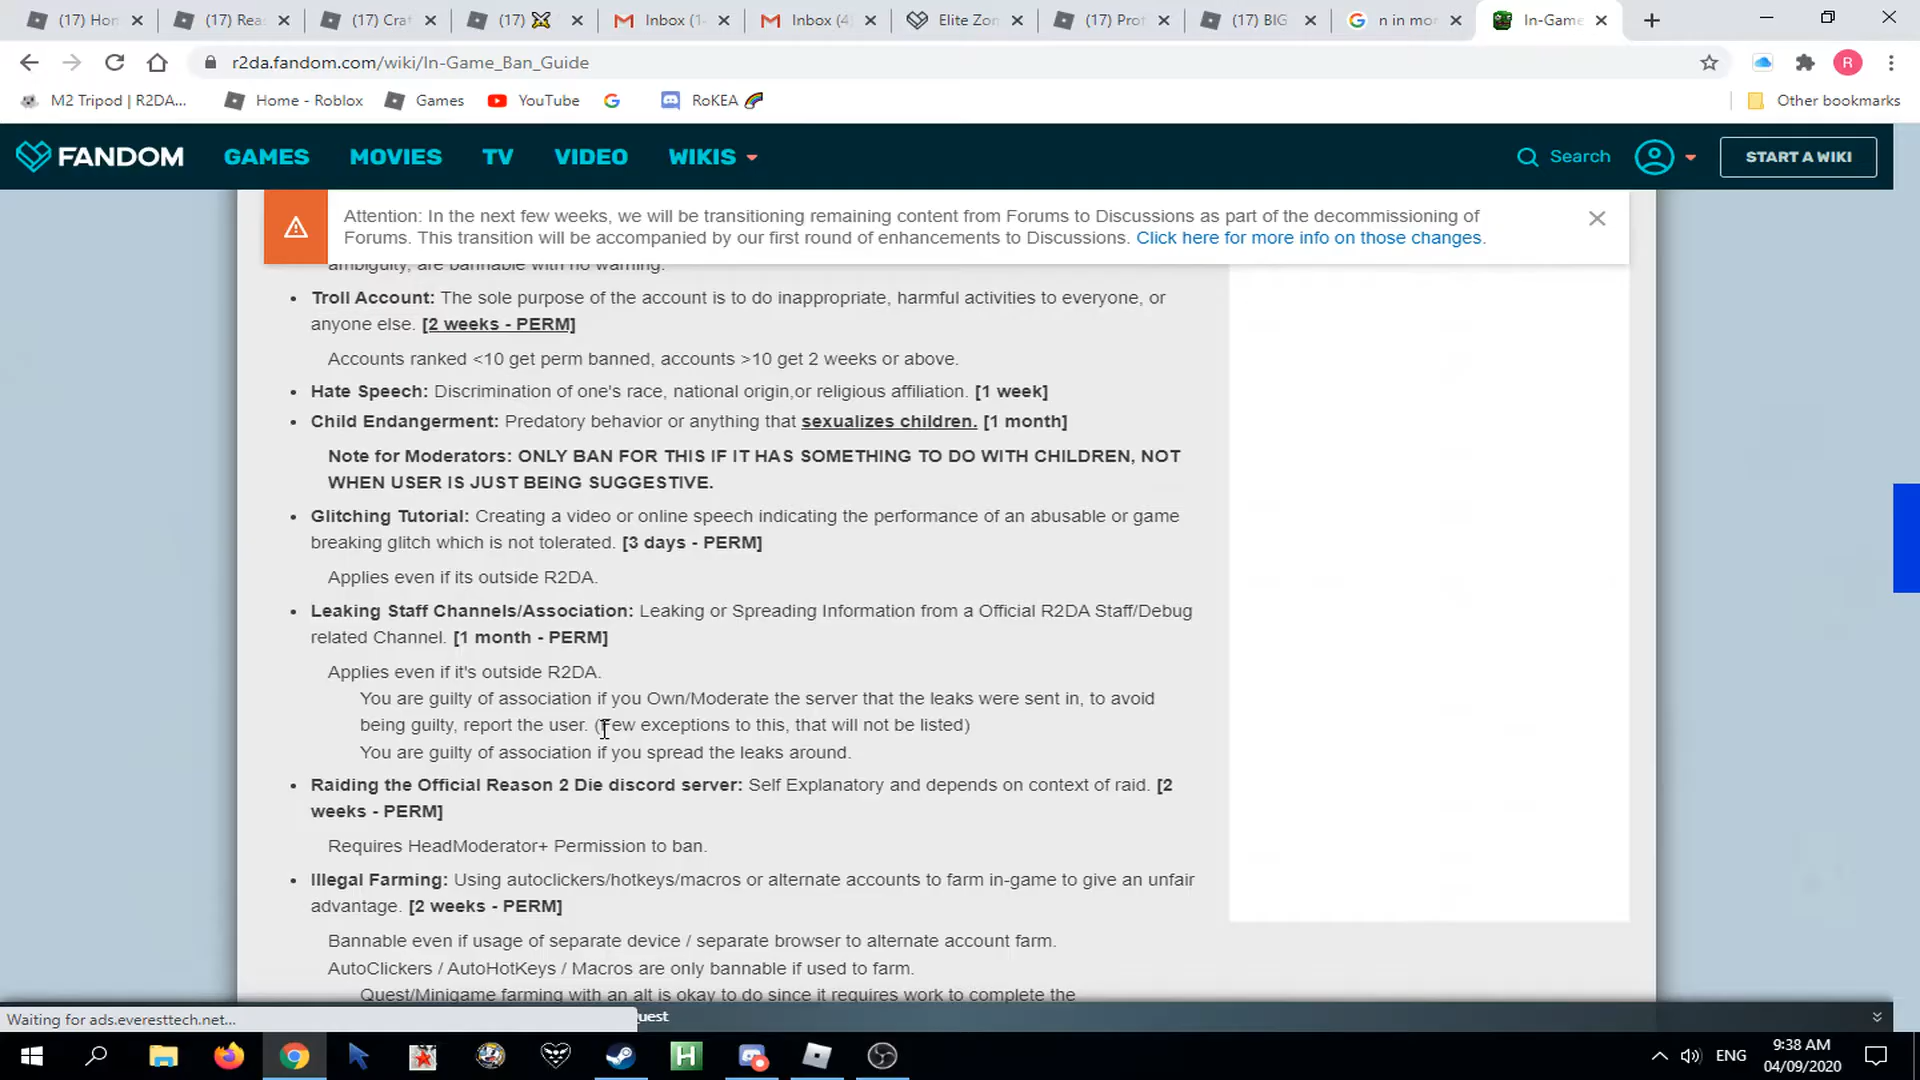 (17) Hor
(17) Rea
(17) Craf
(17)
Inbox (1
Inbox (4)
Elite Zon
(17) Prof
(17) BIG
n in mor
In-Game
r2da.fandom.com/wiki/In-Game_Ban_Guide
R
M2 Tripod | R2DA...
Home - Roblox
Games
YouTube
RoKEA
Other bookmarks
FANDOM
GAMES
MOVIES
TV
VIDEO
WIKIS
Search
START A WIKI
Attention: In the next few weeks, we will be transitioning remaining content from Forums to Discussions as part of the decommissioning of
Forums. This transition will be accompanied by our first round of enhancements to Discussions. Click here for more info on those changes.
ambiguity, are bannable with no warning.
Troll Account: The sole purpose of the account is to do inappropriate, harmful activities to everyone, or
anyone else. [2 weeks - PERM]
Accounts ranked <10 get perm banned, accounts >10 get 2 weeks or above.
Hate Speech: Discrimination of one's race, national origin,or religious affiliation. [1 week]
Child Endangerment: Predatory behavior or anything that sexualizes children. [1 month]
Note for Moderators: ONLY BAN FOR THIS IF IT HAS SOMETHING TO DO WITH CHILDREN, NOT
WHEN USER IS JUST BEING SUGGESTIVE.
Glitching Tutorial: Creating a video or online speech indicating the performance of an abusable or game
breaking glitch which is not tolerated. [3 days - PERM]
Applies even if its outside R2DA.
Leaking Staff Channels/Association: Leaking or Spreading Information from a Official R2DA Staff/Debug
related Channel. [1 month - PERM]
Applies even if it's outside R2DA.
You are guilty of association if you Own/Moderate the server that the leaks were sent in, to avoid
being guilty, report the user. (Few exceptions to this, that will not be listed)
You are guilty of association if you spread the leaks around.
Raiding the Official Reason 2 Die discord server: Self Explanatory and depends on context of raid. [2
weeks - PERM]
Requires HeadModerator+ Permission to ban.
Illegal Farming: Using autoclickers/hotkeys/macros or alternate accounts to farm in-game to give an unfair
advantage. [2 weeks - PERM]
Bannable even if usage of separate device / separate browser to alternate account farm.
AutoClickers / AutoHotKeys / Macros are only bannable if used to farm.
Quest/Minigame farming with an alt is okay to do since it requires work to complete the
Waiting for ads.everesttech.net...
uest
H
ENG
9:38 AM
04/09/2020